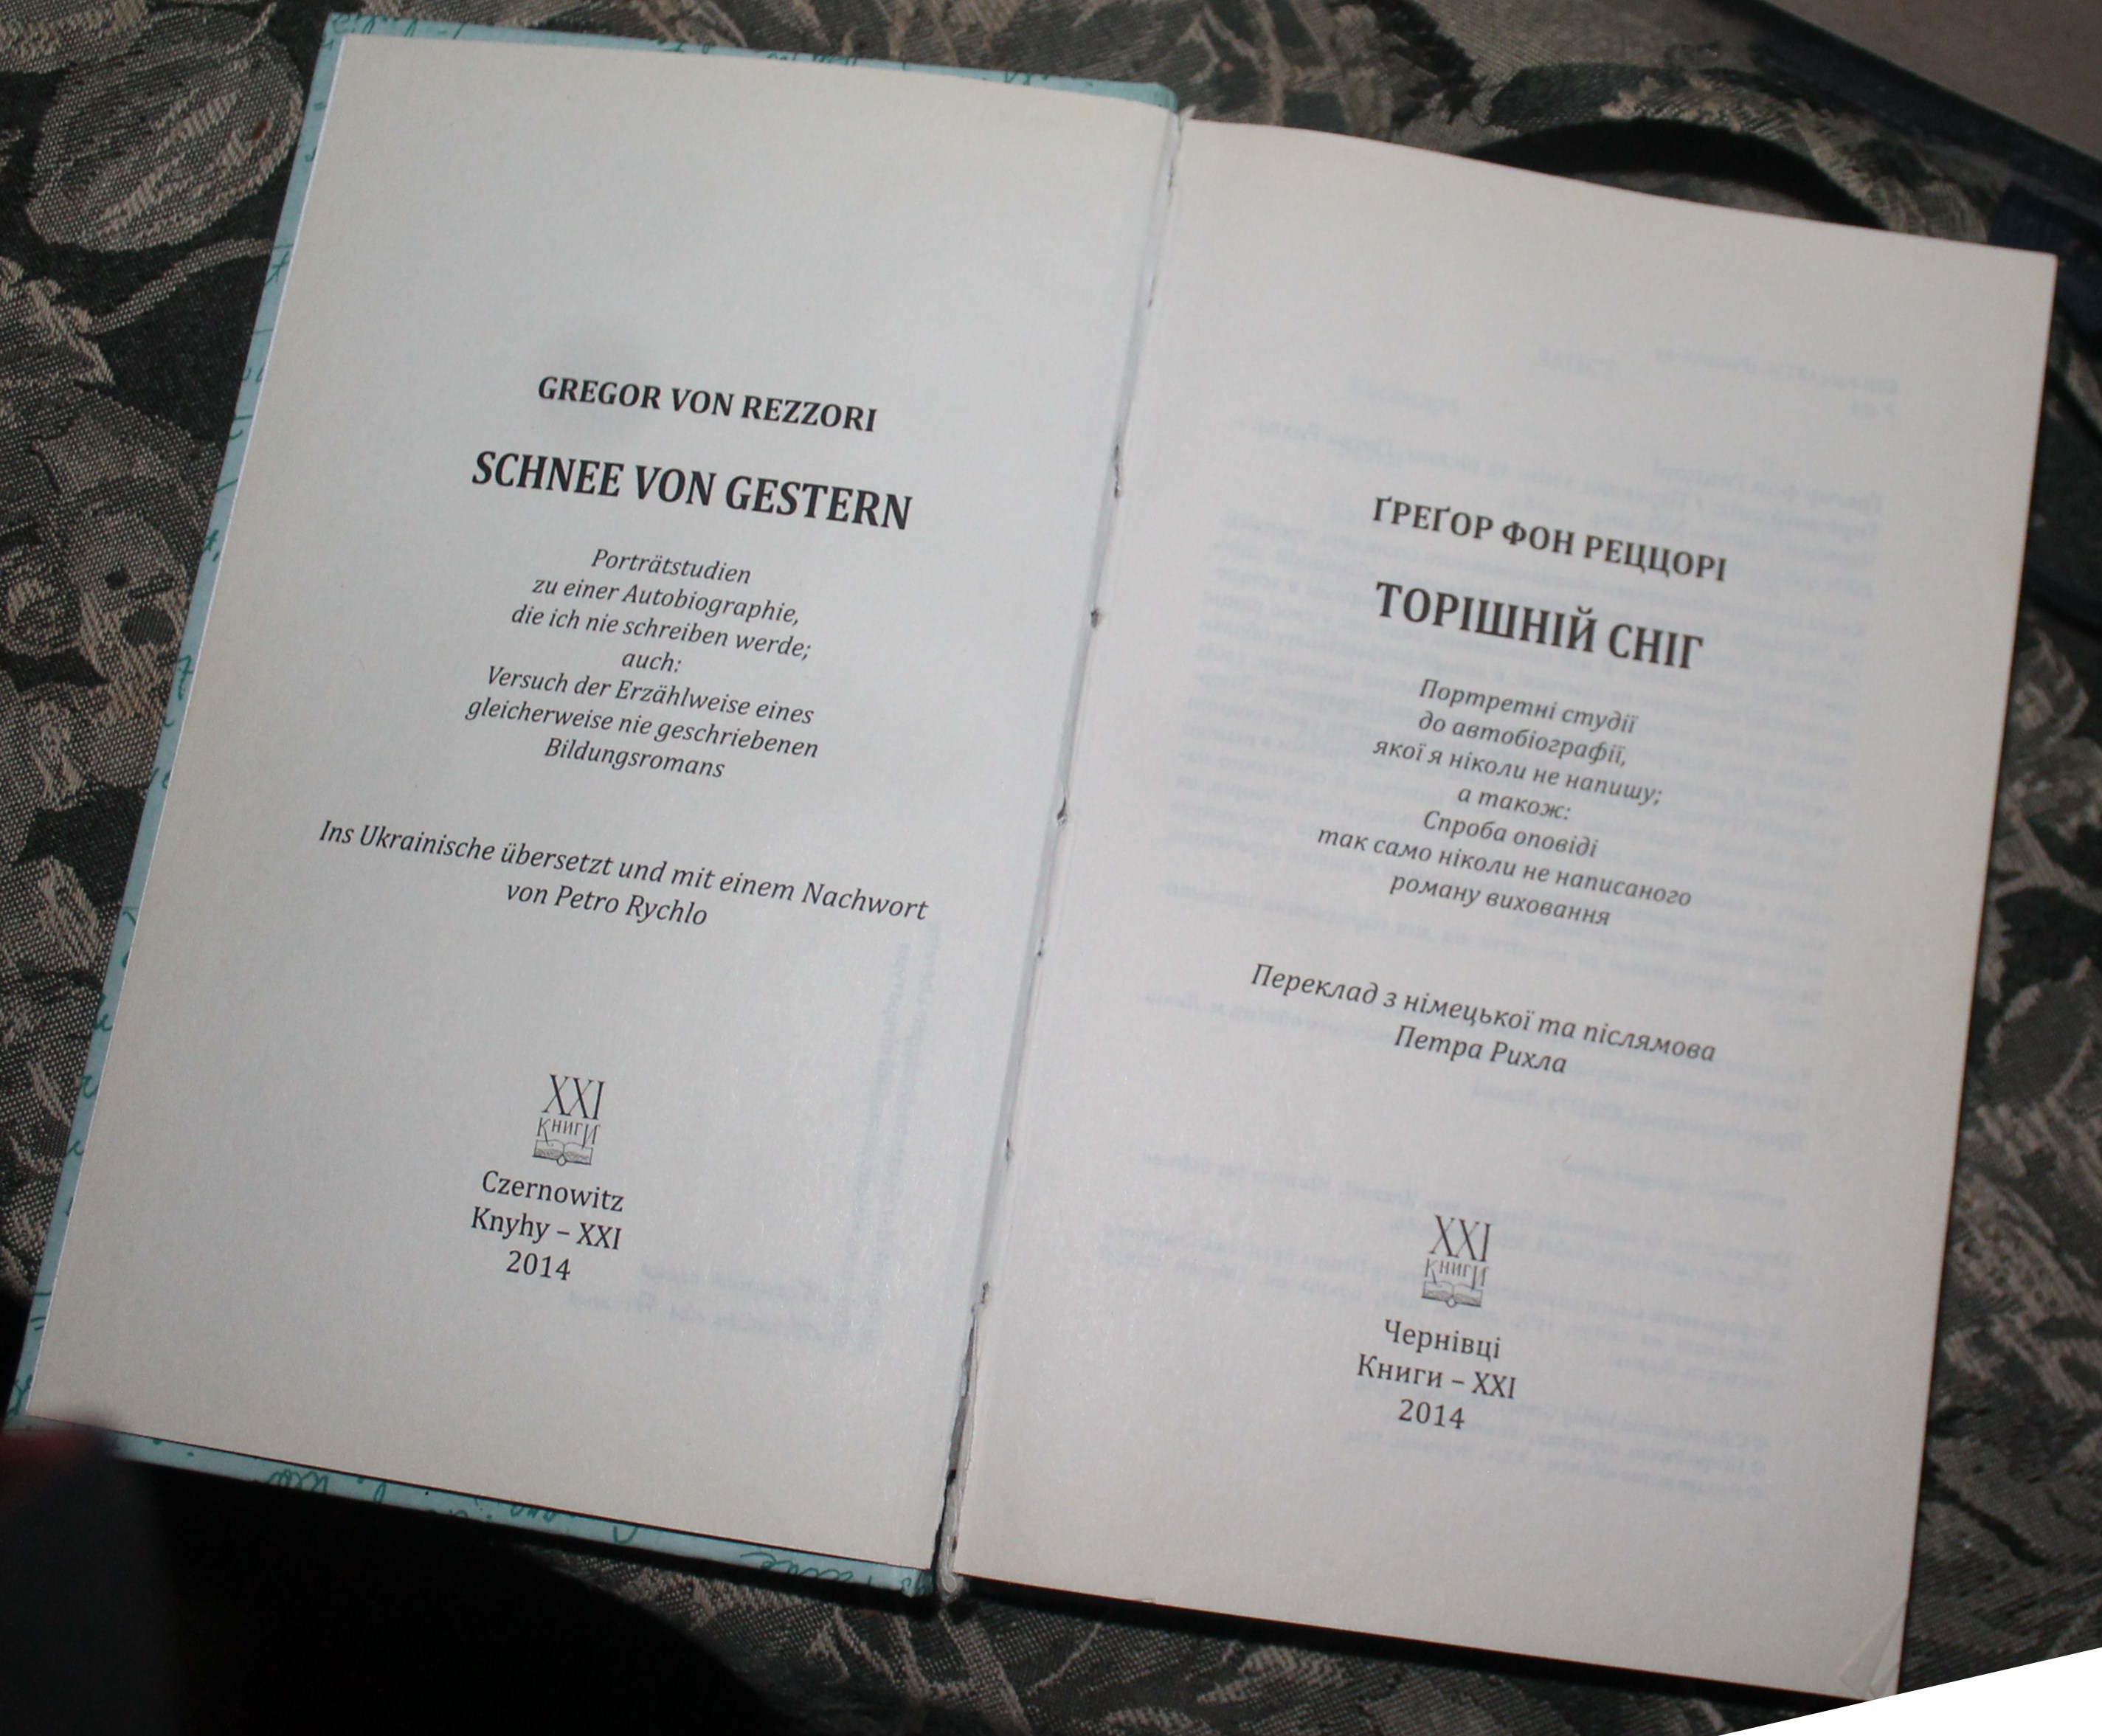 GREGOR VON REZZORI
SCHNEE VON GESTERN
Porträtstudien
zu einer Autobiographie,
die ich nie schreiben werde;
auch:
Versuch der Erzählweise eines
gleicherweise nie geschriebenen
Bildungsromans
Ins Ukrainische übersetzt und mit einem Nachwort
von Petro Rychlo
XXI
КНИГИ
Czernowitz
Knyhy – XXI
2014
ҐРЕҐОР ФОН РЕЦЦОРІ
ТОРІШНІЙ СНІГ
Портретні студії
до автобіографії,
якої я ніколи не напишу;
а також:
Спроба оповіді
так само ніколи не написаного
роману виховання
Переклад з німецької та післямова
Петра Рихла
XXI
КНИГИ
Чернівці
Книги – XXI
2014